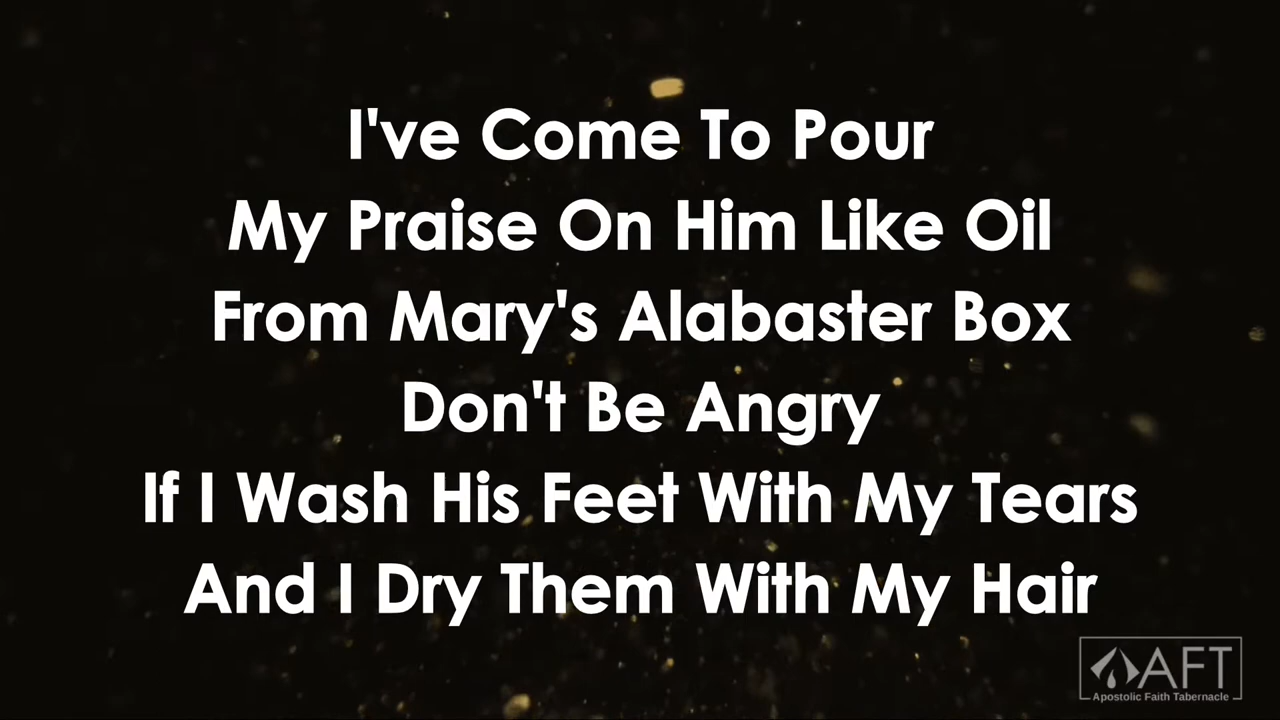 I've Come To Pour
My Praise On Him Like Oil
From Mary's Alabaster Box
Don't Be Angry
If I Wash His Feet With My Tears
And I Dry Them With My Hair
AFT
Apostolic Faith Tabernacle